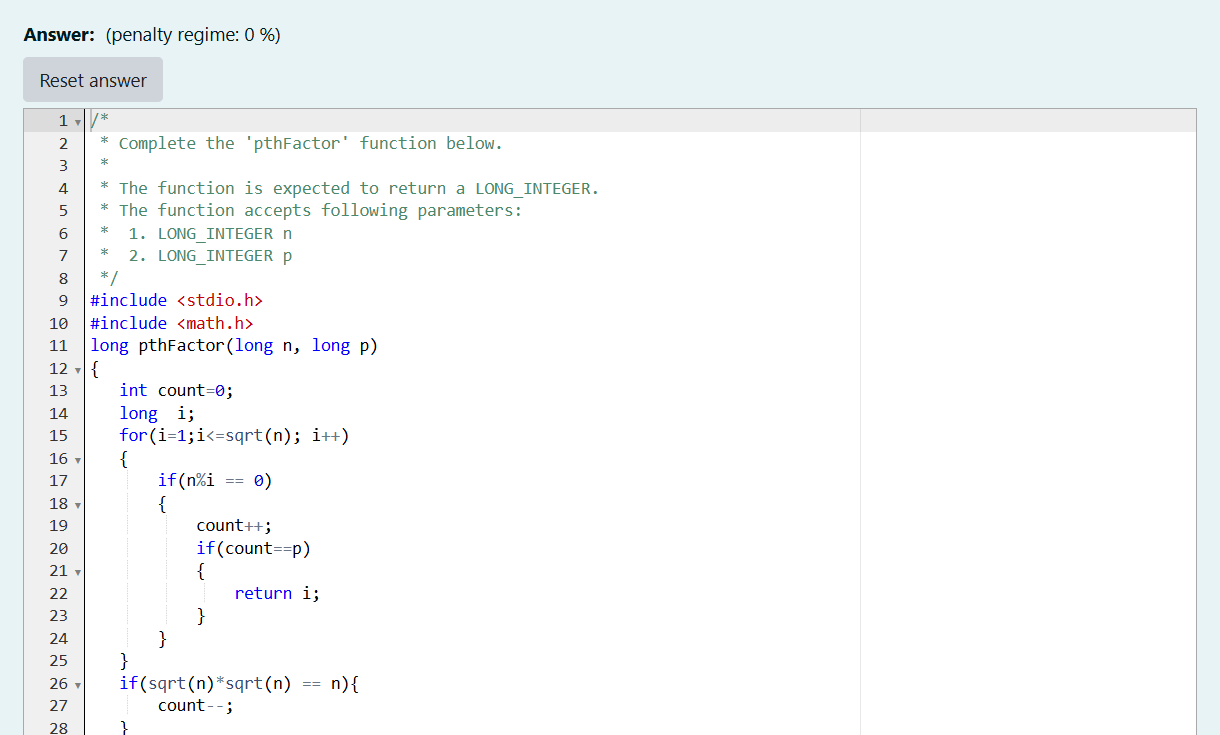 Answer: (penalty regime: 0 %)
Reset answer
1 /*
2  * Complete the 'pthFactor' function below.
3  *
4  * The function is expected to return a LONG_INTEGER.
5  * The function accepts following parameters:
6  *  1. LONG_INTEGER n
7  *  2. LONG_INTEGER p
8  */
9 #include <stdio.h>
10 #include <math.h>
11 long pthFactor(long n, long p)
12 {
13    int count=0;
14    long  i;
15    for(i=1;i<=sqrt(n); i++)
16    {
17        if(n%i == 0)
18        {
19            count++;
20            if(count==p)
21            {
22                return i;
23            }
24        }
25    }
26    if(sqrt(n)*sqrt(n) == n){
27        count--;
28    }